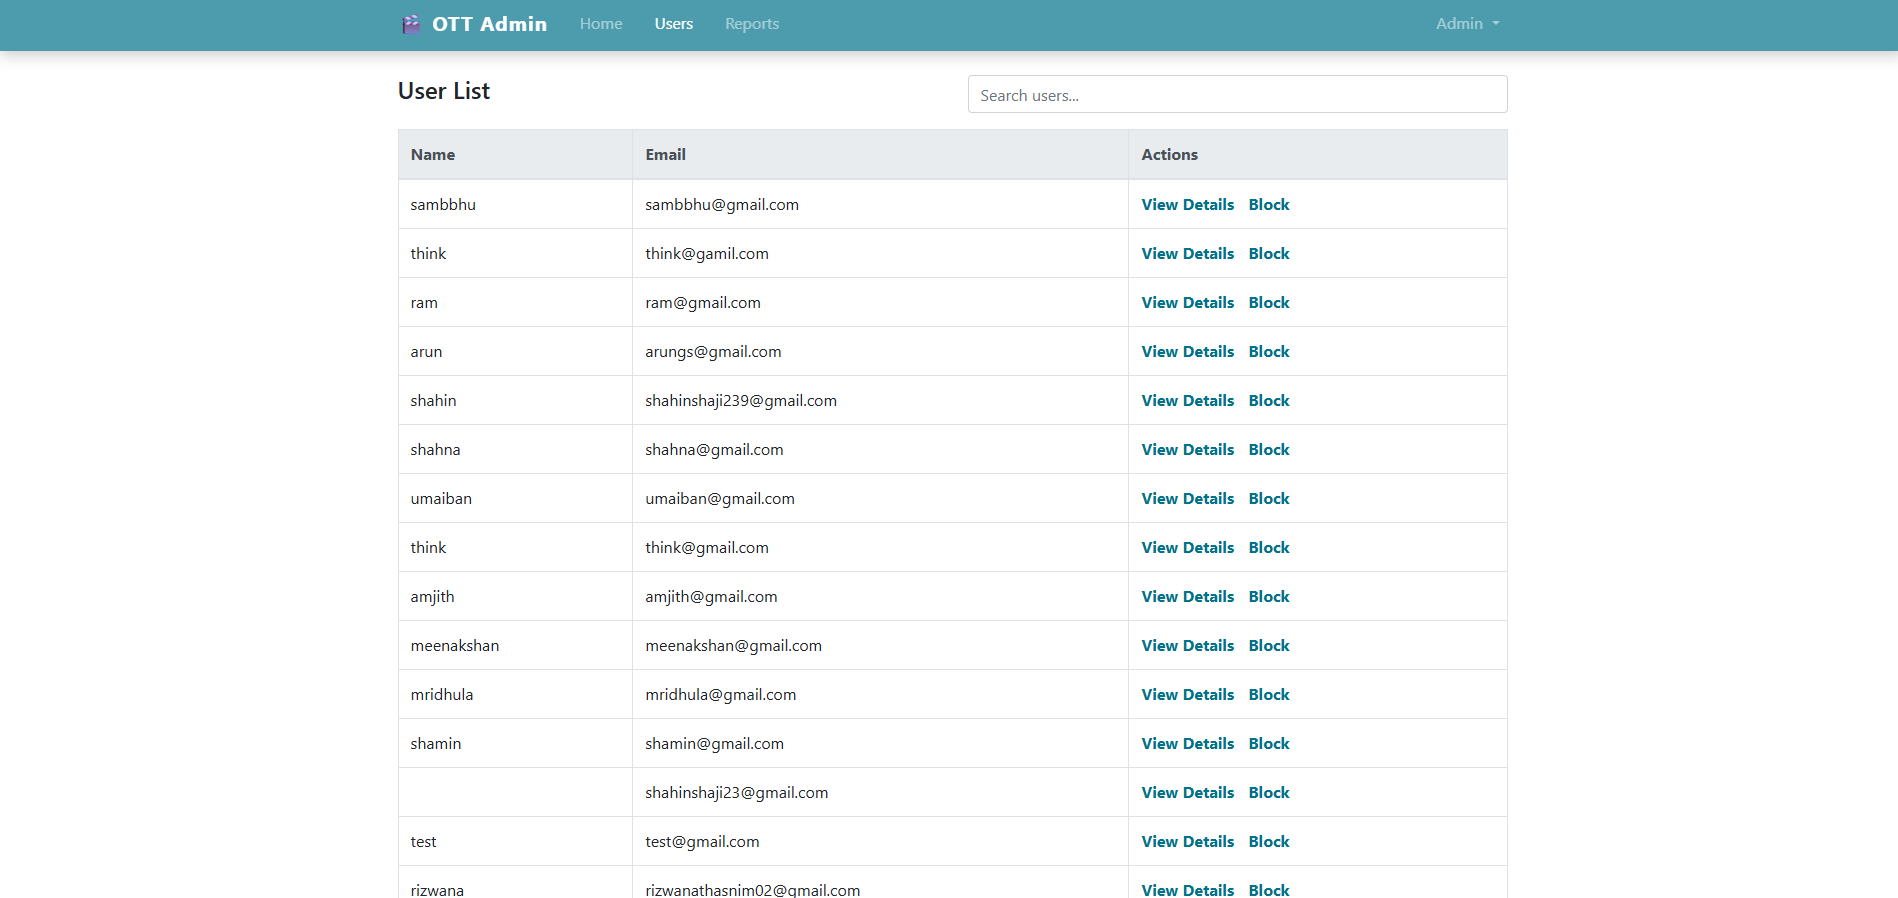 OTT Admin Home Users Reports Admin
User List
Search users...
Name Email Actions
sambbhu sambbhu@gmail.com View Details Block
think think@gamil.com View Details Block
ram ram@gmail.com View Details Block
arun arungs@gmail.com View Details Block
shahin shahinshaji239@gmail.com View Details Block
shahna shahna@gmail.com View Details Block
umaiban umaiban@gmail.com View Details Block
think think@gmail.com View Details Block
amjith amjith@gmail.com View Details Block
meenakshan meenakshan@gmail.com View Details Block
mridhula mridhula@gmail.com View Details Block
shamin shamin@gmail.com View Details Block
shahinshaji23@gmail.com View Details Block
test test@gmail.com View Details Block
rizwana rizwanathasnim02@gmail.com View Details Block